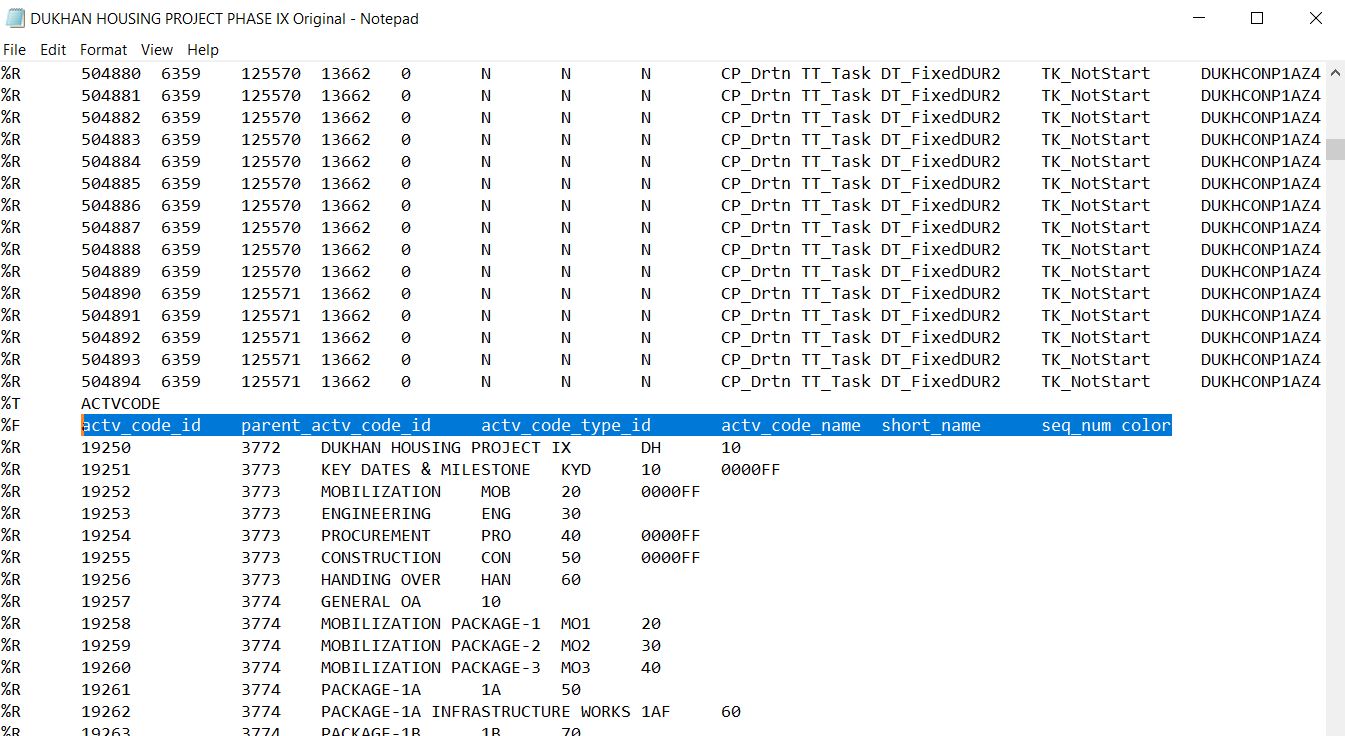 DUKHAN HOUSING PROJECT PHASE IX Original - Notepad
File Edit Format View Help
%R 504880 6359 125570 13662 0 N N N CP_Drtn TT_Task DT_FixedDUR2 TK_NotStart DUKHCONP1AZ4
%R 504881 6359 125570 13662 0 N N N CP_Drtn TT_Task DT_FixedDUR2 TK_NotStart DUKHCONP1AZ4
%R 504882 6359 125570 13662 0 N N N CP_Drtn TT_Task DT_FixedDUR2 TK_NotStart DUKHCONP1AZ4
%R 504883 6359 125570 13662 0 N N N CP_Drtn TT_Task DT_FixedDUR2 TK_NotStart DUKHCONP1AZ4
%R 504884 6359 125570 13662 0 N N N CP_Drtn TT_Task DT_FixedDUR2 TK_NotStart DUKHCONP1AZ4
%R 504885 6359 125570 13662 0 N N N CP_Drtn TT_Task DT_FixedDUR2 TK_NotStart DUKHCONP1AZ4
%R 504886 6359 125570 13662 0 N N N CP_Drtn TT_Task DT_FixedDUR2 TK_NotStart DUKHCONP1AZ4
%R 504887 6359 125570 13662 0 N N N CP_Drtn TT_Task DT_FixedDUR2 TK_NotStart DUKHCONP1AZ4
%R 504888 6359 125570 13662 0 N N N CP_Drtn TT_Task DT_FixedDUR2 TK_NotStart DUKHCONP1AZ4
%R 504889 6359 125570 13662 0 N N N CP_Drtn TT_Task DT_FixedDUR2 TK_NotStart DUKHCONP1AZ4
%R 504890 6359 125571 13662 0 N N N CP_Drtn TT_Task DT_FixedDUR2 TK_NotStart DUKHCONP1AZ4
%R 504891 6359 125571 13662 0 N N N CP_Drtn TT_Task DT_FixedDUR2 TK_NotStart DUKHCONP1AZ4
%R 504892 6359 125571 13662 0 N N N CP_Drtn TT_Task DT_FixedDUR2 TK_NotStart DUKHCONP1AZ4
%R 504893 6359 125571 13662 0 N N N CP_Drtn TT_Task DT_FixedDUR2 TK_NotStart DUKHCONP1AZ4
%R 504894 6359 125571 13662 0 N N N CP_Drtn TT_Task DT_FixedDUR2 TK_NotStart DUKHCONP1AZ4
%T ACTVCODE
%F actv_code_id parent_actv_code_id actv_code_type_id actv_code_name short_name seq_num color
%R 19250 3772 DUKHAN HOUSING PROJECT IX DH 10
%R 19251 3773 KEY DATES & MILESTONE KYD 10 0000FF
%R 19252 3773 MOBILIZATION MOB 20 0000FF
%R 19253 3773 ENGINEERING ENG 30
%R 19254 3773 PROCUREMENT PRO 40 0000FF
%R 19255 3773 CONSTRUCTION CON 50 0000FF
%R 19256 3773 HANDING OVER HAN 60
%R 19257 3774 GENERAL OA 10
%R 19258 3774 MOBILIZATION PACKAGE-1 MO1 20
%R 19259 3774 MOBILIZATION PACKAGE-2 MO2 30
%R 19260 3774 MOBILIZATION PACKAGE-3 MO3 40
%R 19261 3774 PACKAGE-1A 1A 50
%R 19262 3774 PACKAGE-1A INFRASTRUCTURE WORKS 1AF 60
%R 19263 3774 PACKAGE-1B 1B 70